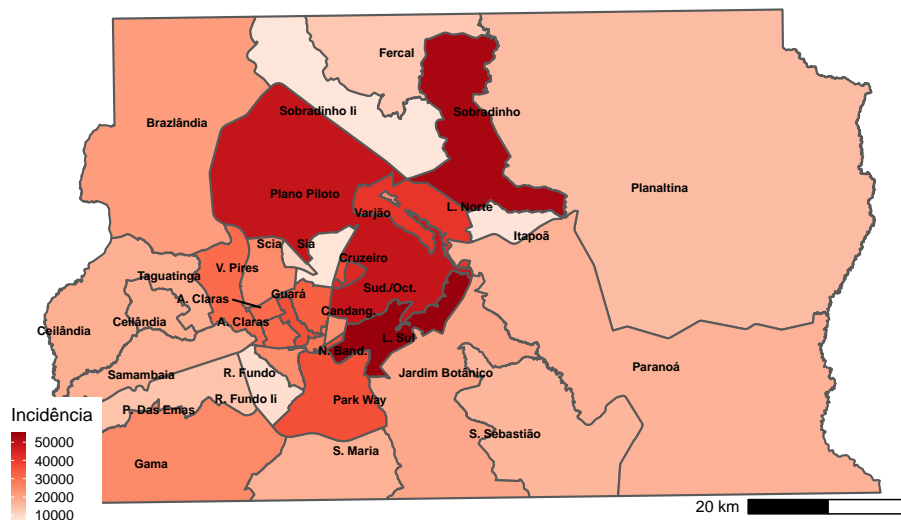 Fercal
Sobradinho Ii
Sobradinho
Brazlândia
Planaltina
Plano Piloto
L. Norte
Varjão
Itapoã
Scia
Sia
Cruzeiro
V. Pires
Taguatinga
Guará
Sud./Oct.
A. Claras
Candang.
Ceilândia
Ceilândia
A. Claras
L. Sul
N. Band.
Paranoá
Samambaia
R. Fundo
Jardim Botânico
R. Fundo Ii
Park Way
P. Das Emas
S. Sebastião
S. Maria
Gama
Incidência
50000
40000
30000
20000
10000
20 km